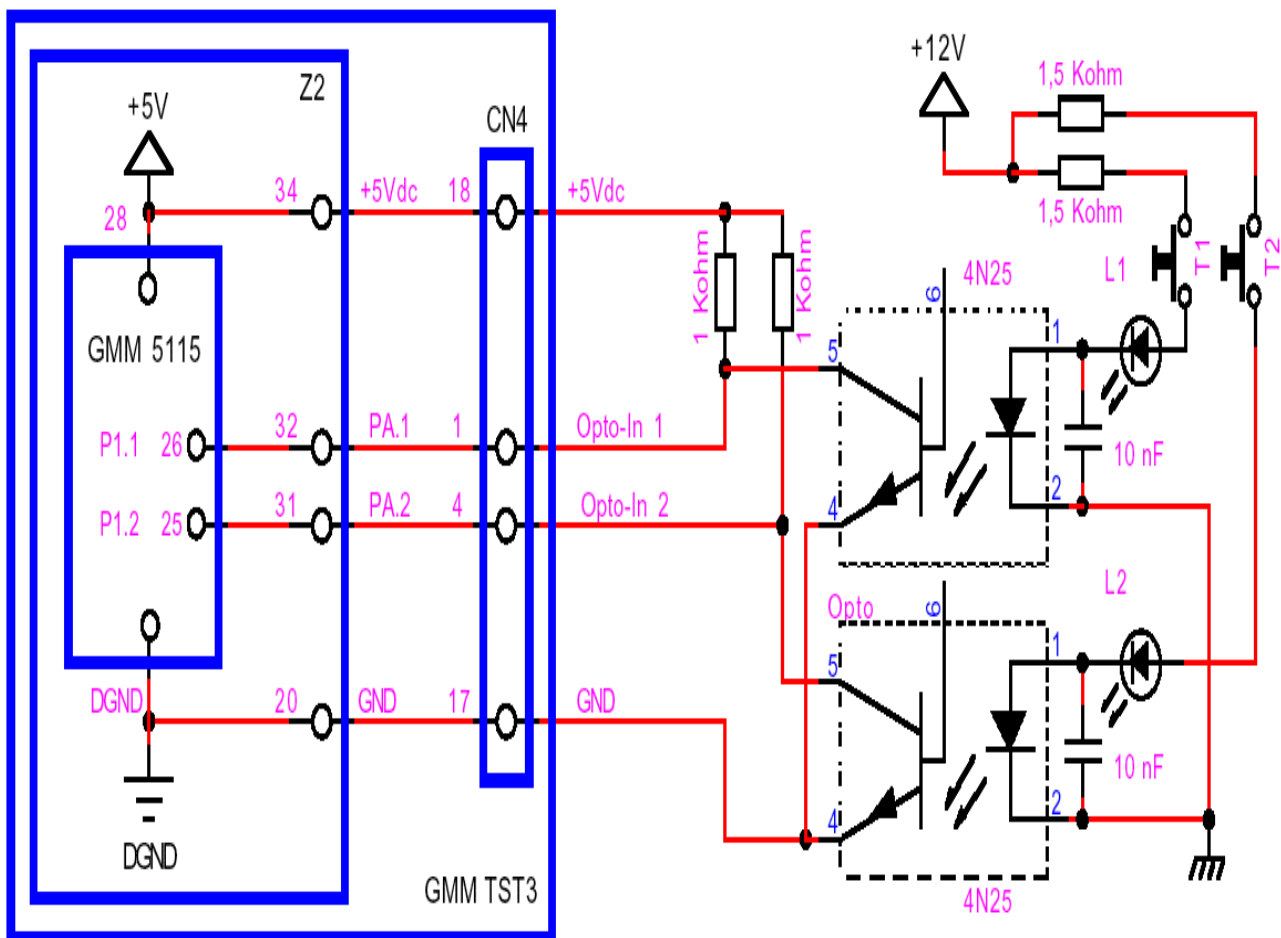 +12V
1,5 Kohm
Z2
+5V
CN4
34
+5Vdc
18
+5Vdc
1,5 Kohm
28
1 Kohm
1 Kohm
4N25
6
L1
T1
T2
GMM 5115
5
1
P1.1
26
32
PA.1
1
Opto-In 1
10 nF
P1.2
25
31
PA.2
4
Opto-In 2
4
2
Opto
6
L2
5
1
DGND
20
GND
17
GND
10 nF
4
2
DGND
GMM TST3
4N25